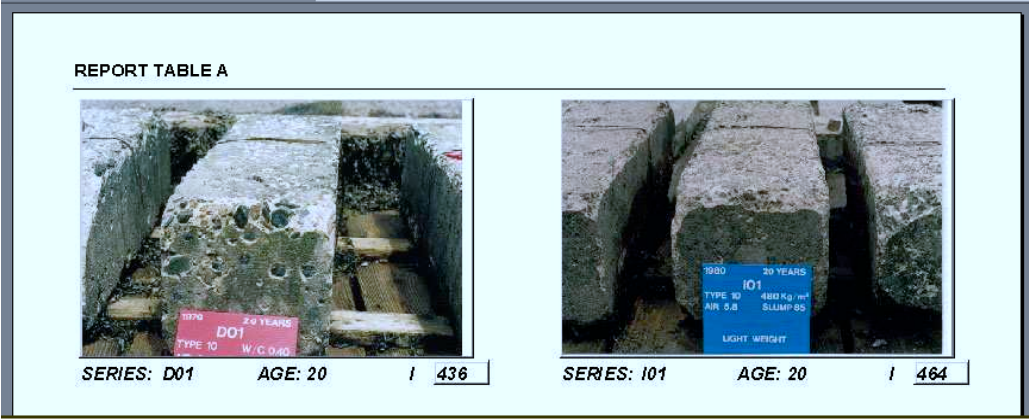 REPORT TABLE A
1978 20 YEARS
D01
TYPE 10 W/C 0.40
SERIES: D01 AGE: 20 I 436
1980 20 YEARS
I01
TYPE 10 480 Kg/m³
AIR 5.8 SLUMP 85
LIGHT WEIGHT
SERIES: I01 AGE: 20 I 464